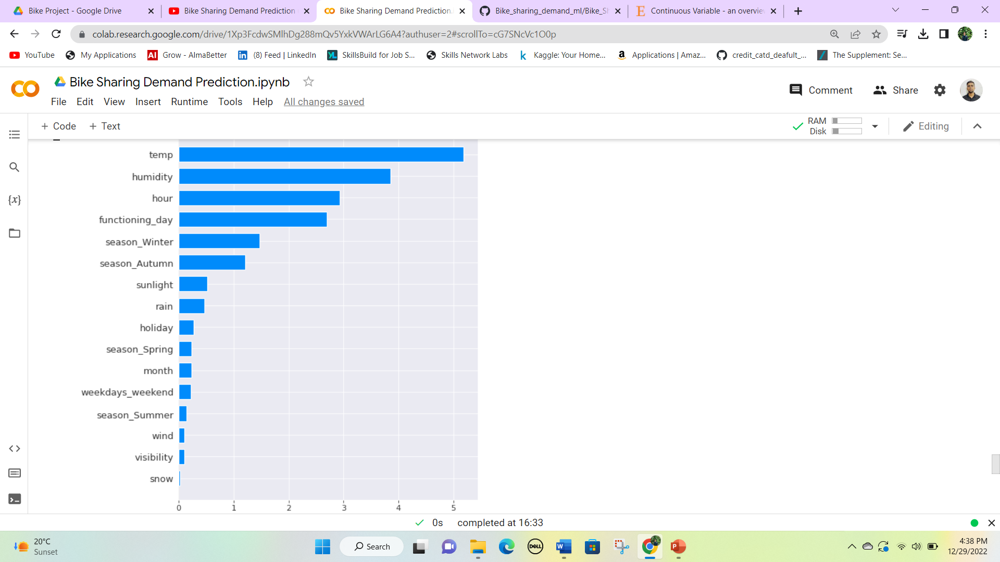 Bike Project - Google Drive
Bike Sharing Demand Prediction
Bike Sharing Demand Prediction.i
Bike_sharing_demand_ml/Bike_Sh
Continuous Variable - an overview
colab.research.google.com/drive/1Xp3FcdwSMlhDg288mQv5YxkVWArLG6A4?authuser=2#scrollTo=cG7SNcVc1O0p
YouTube
My Applications
Grow - AlmaBetter
(8) Feed | LinkedIn
SkillsBuild for Job S...
Skills Network Labs
Kaggle: Your Home...
Applications | Amaz...
credit_catd_deafult_...
The Supplement: Se...
Bike Sharing Demand Prediction.ipynb
Comment
Share
File Edit View Insert Runtime Tools Help All changes saved
+ Code + Text
RAM
Disk
Editing
temp
humidity
hour
functioning_day
season_Winter
season_Autumn
sunlight
rain
holiday
season_Spring
month
weekdays_weekend
season_Summer
wind
visibility
snow
0 1 2 3 4 5
0s completed at 16:33
20°C
Sunset
Search
4:38 PM
12/29/2022